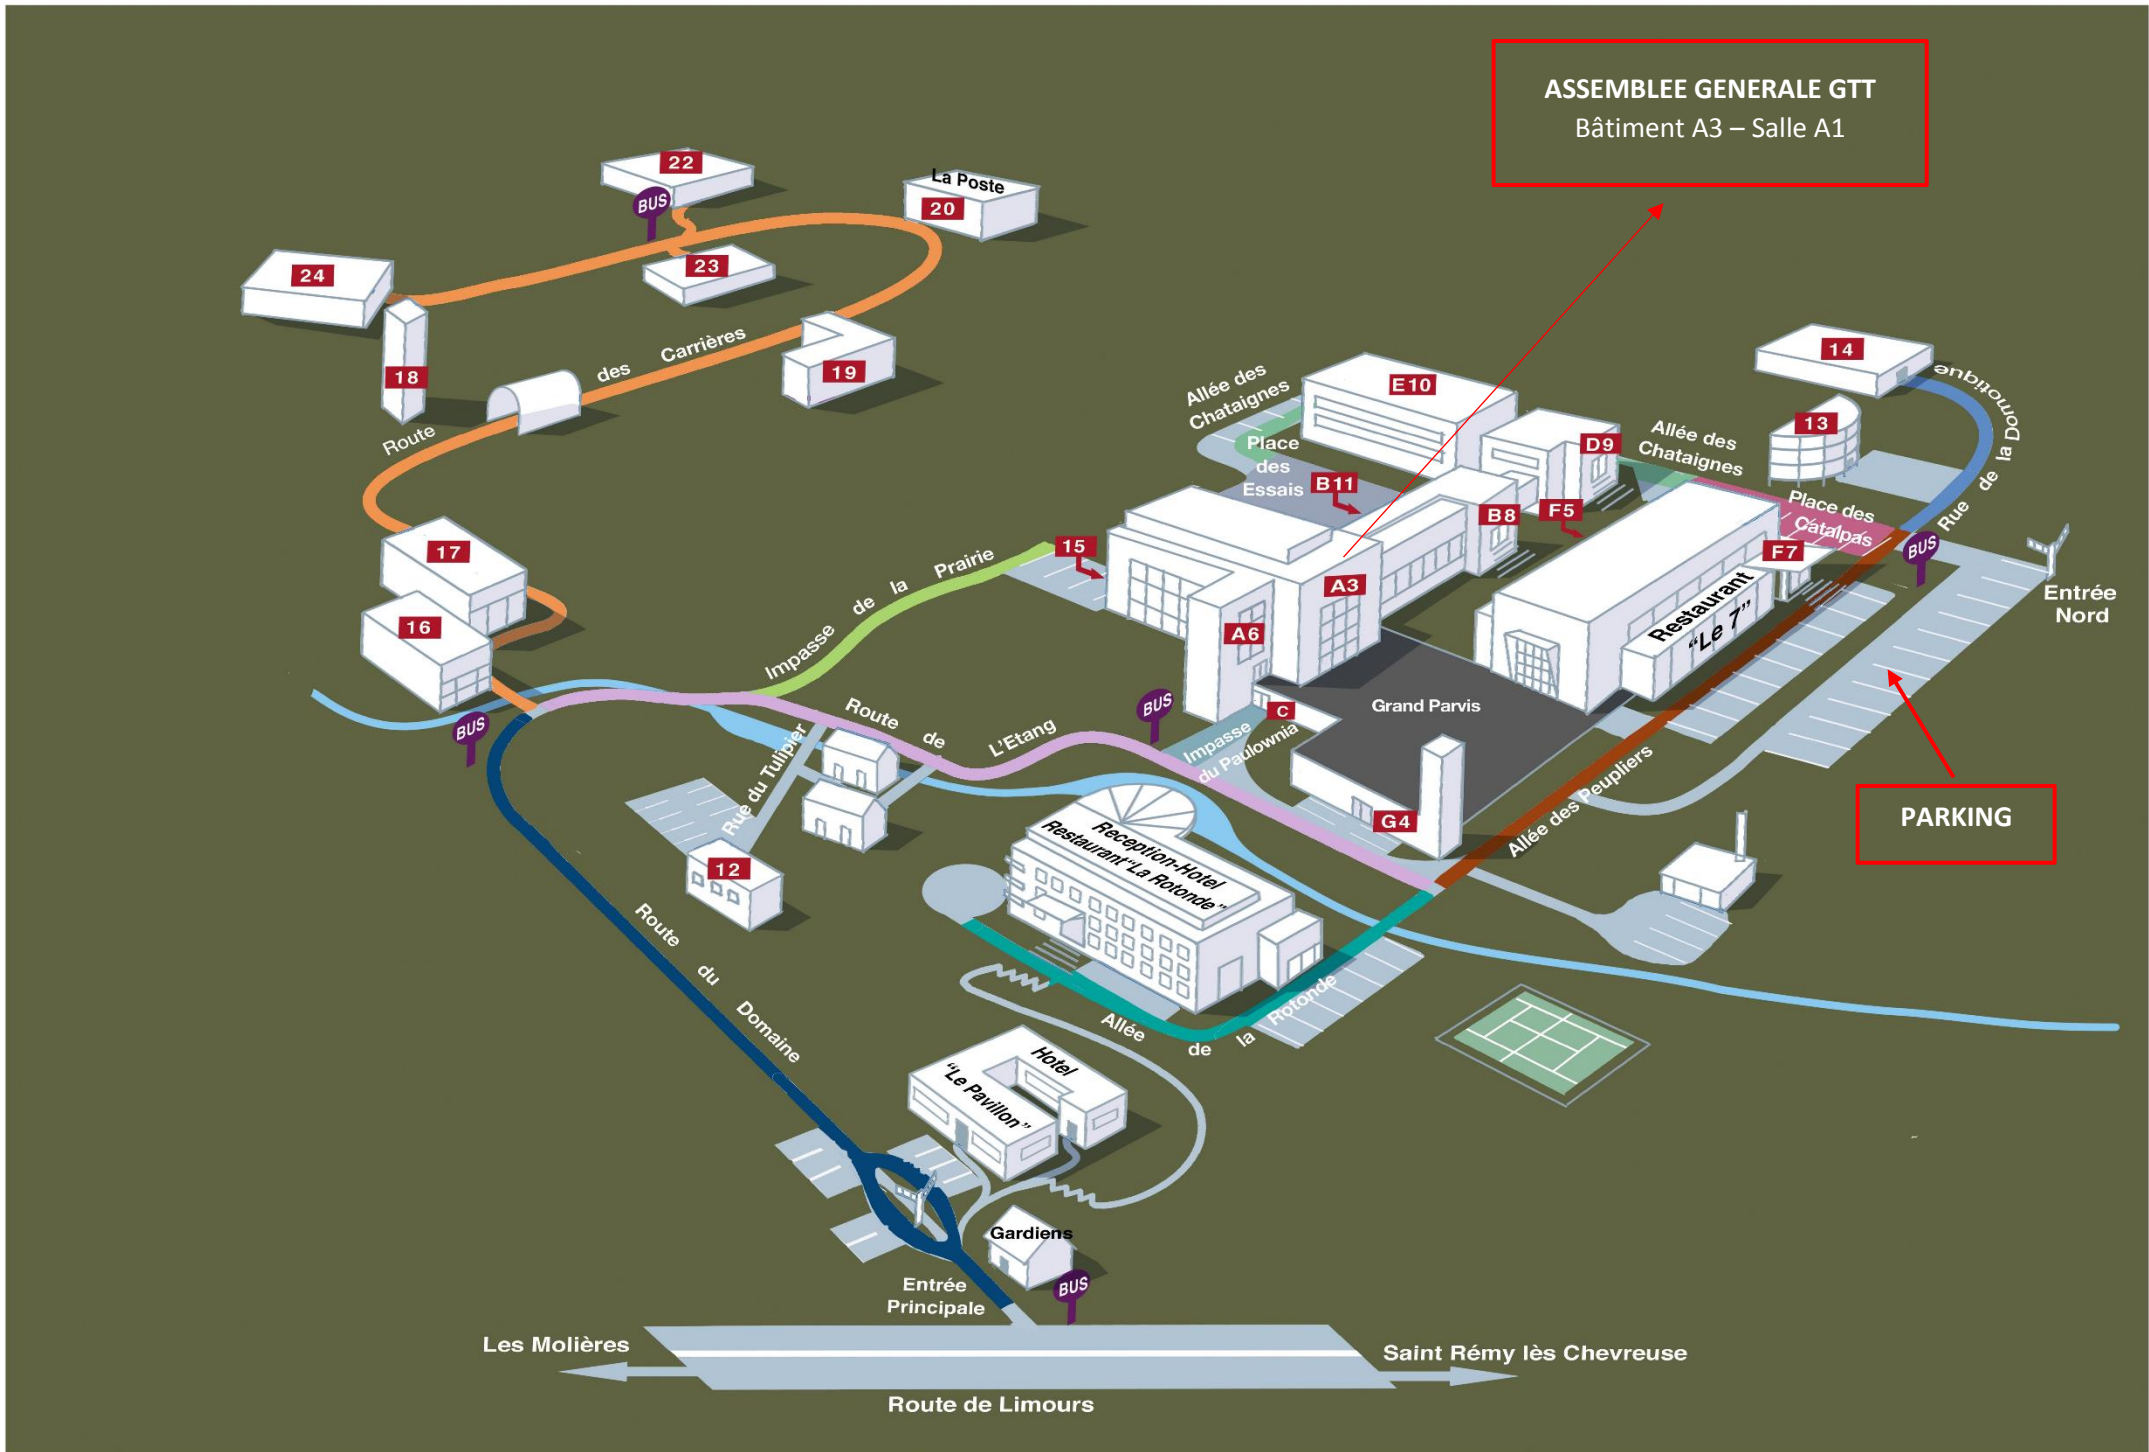 ASSEMBLEE GENERALE GTT
Bâtiment A3 – Salle A1
22
BUS
La Poste
20
24
23
18
19
Route des Carrières
17
16
BUS
14
13
Rue de la Domotique
Allée des
Chataignes
E10
Place
des
Essais
B11
D9
Allée des
Chataignes
B8
F5
Place des
Catalpas
F7
BUS
Entrée
Nord
15
Impasse de la Prairie
A3
A6
Restaurant
“Le 7”
C
Grand Parvis
BUS
Impasse
du Paulownia
Route de L'Etang
Rue du Tulipier
12
G4
Allée des Peupliers
PARKING
Reception-Hotel
Restaurant“La Rotonde”
Allée de la Rotonde
Route du Domaine
Hotel
“Le Pavillon”
Gardiens
BUS
Entrée
Principale
Les Molières
Saint Rémy lès Chevreuse
Route de Limours